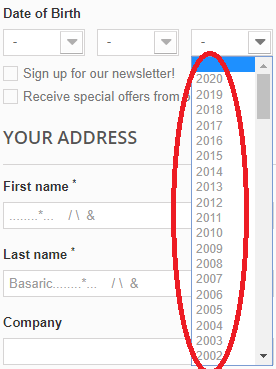 Date of Birth
- - -
Sign up for our newsletter!
Receive special offers from
2020
2019
2018
2017
2016
2015
2014
2013
2012
2011
2010
2009
2008
2007
2006
2005
2004
2003
2002
YOUR ADDRESS
First name *
........*... / \ &
Last name *
Basaric........*... / \ &
Company